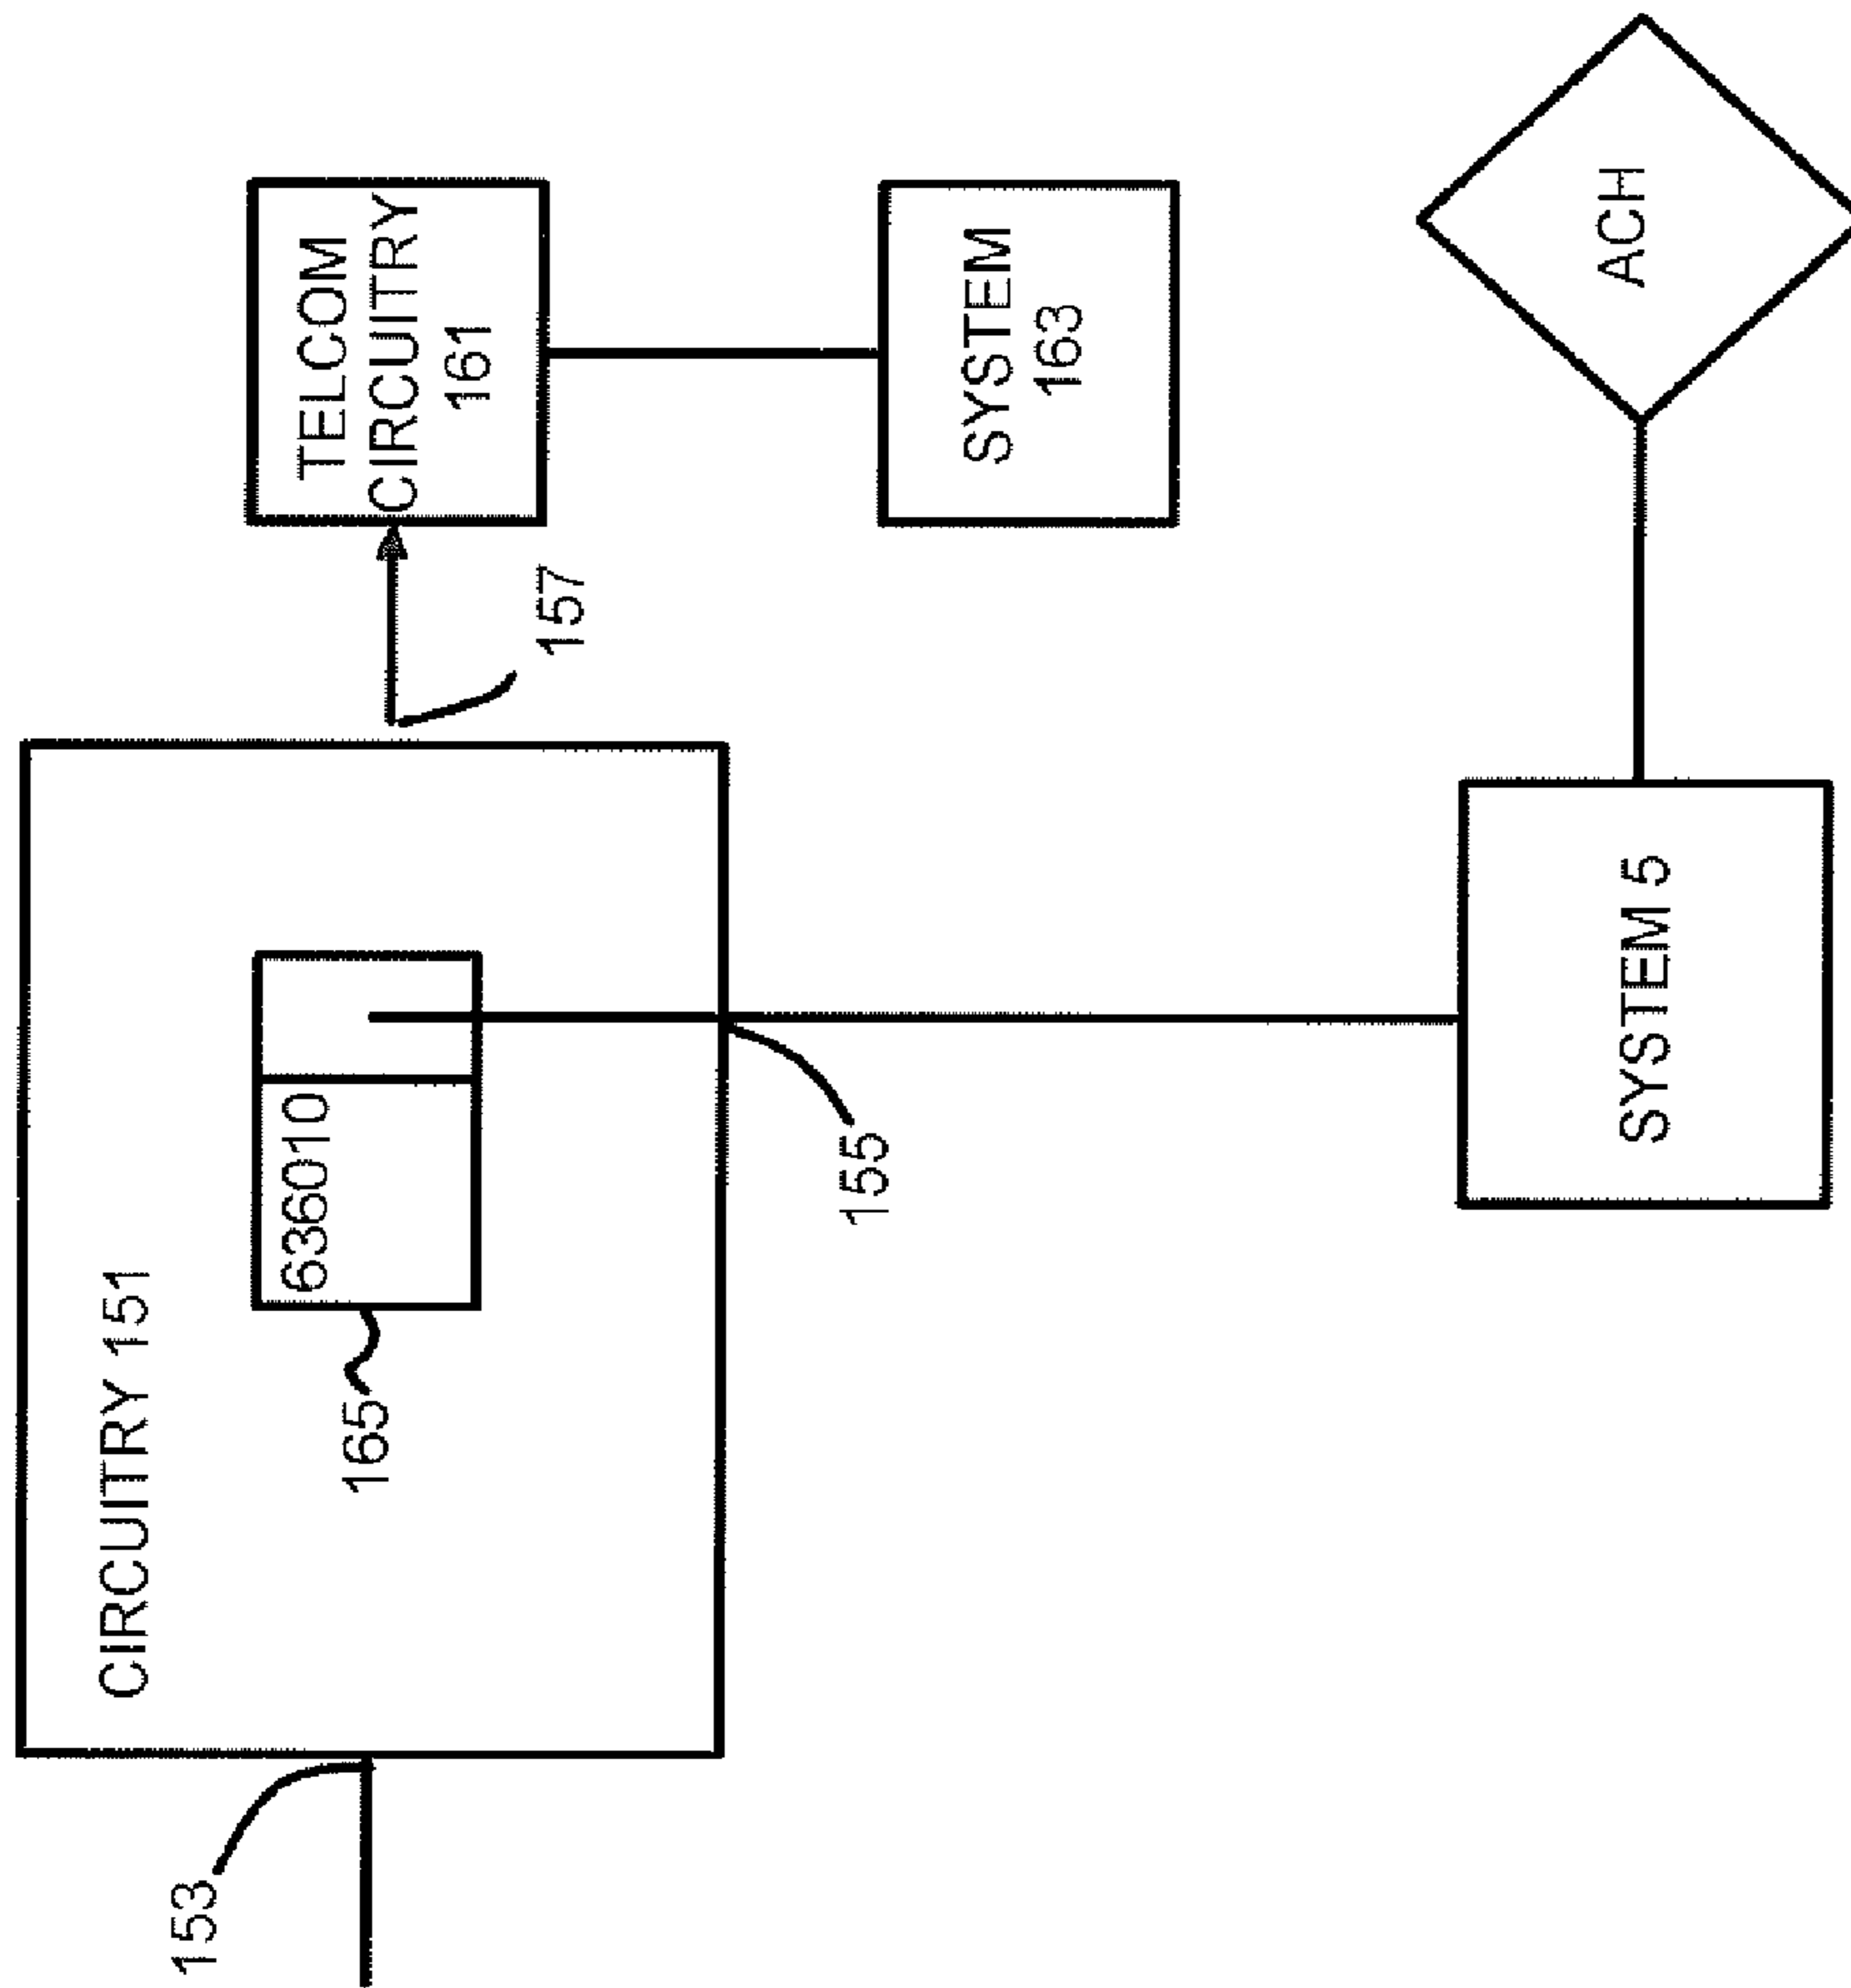 CIRCUITRY 151
153
165
636010
155
157
TELCOM
CIRCUITRY
161
SYSTEM
163
SYSTEM 5
ACH